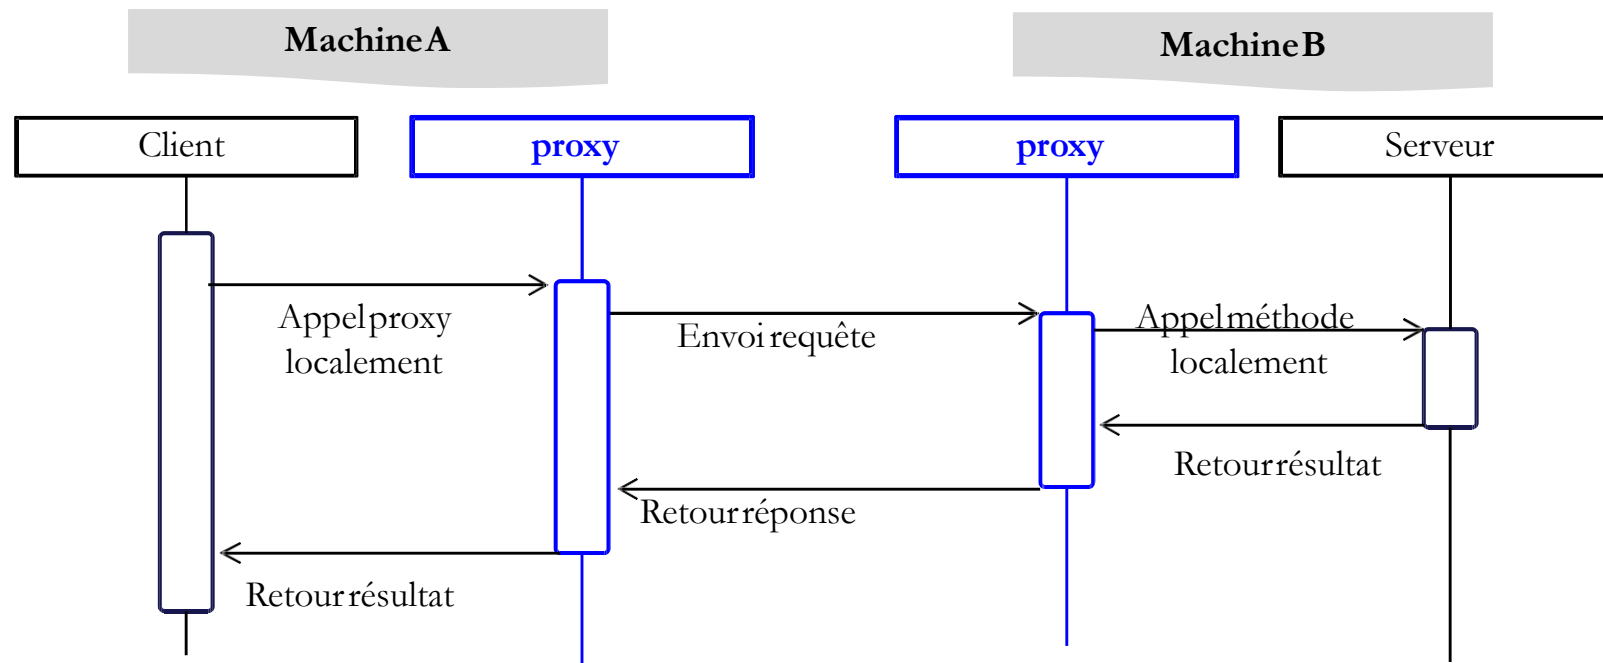 Machine A
Machine B
Client
proxy
proxy
Serveur
Appel proxy
localement
Envoi requête
Appel méthode
localement
Retour résultat
Retour réponse
Retour résultat